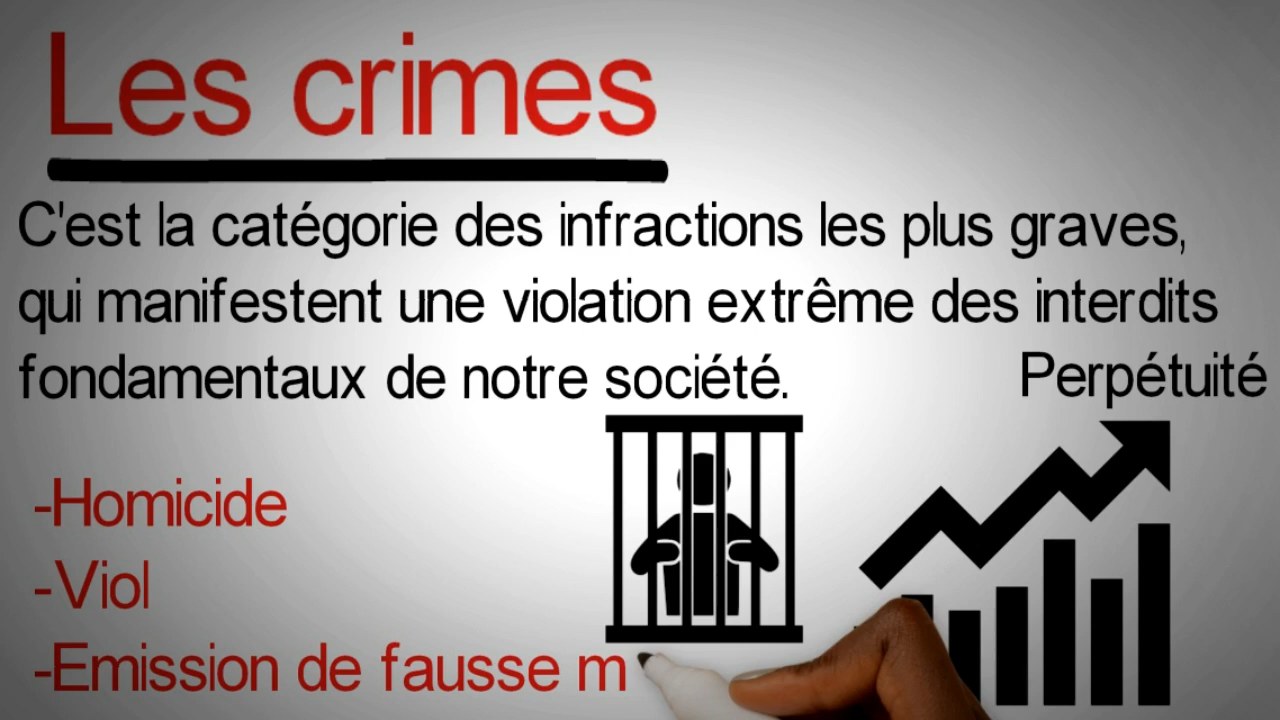 Les crimes
C'est la catégorie des infractions les plus graves,
qui manifestent une violation extrême des interdits
fondamentaux de notre société.
Perpétuité
-Homicide
-Viol
-Emission de fausse m